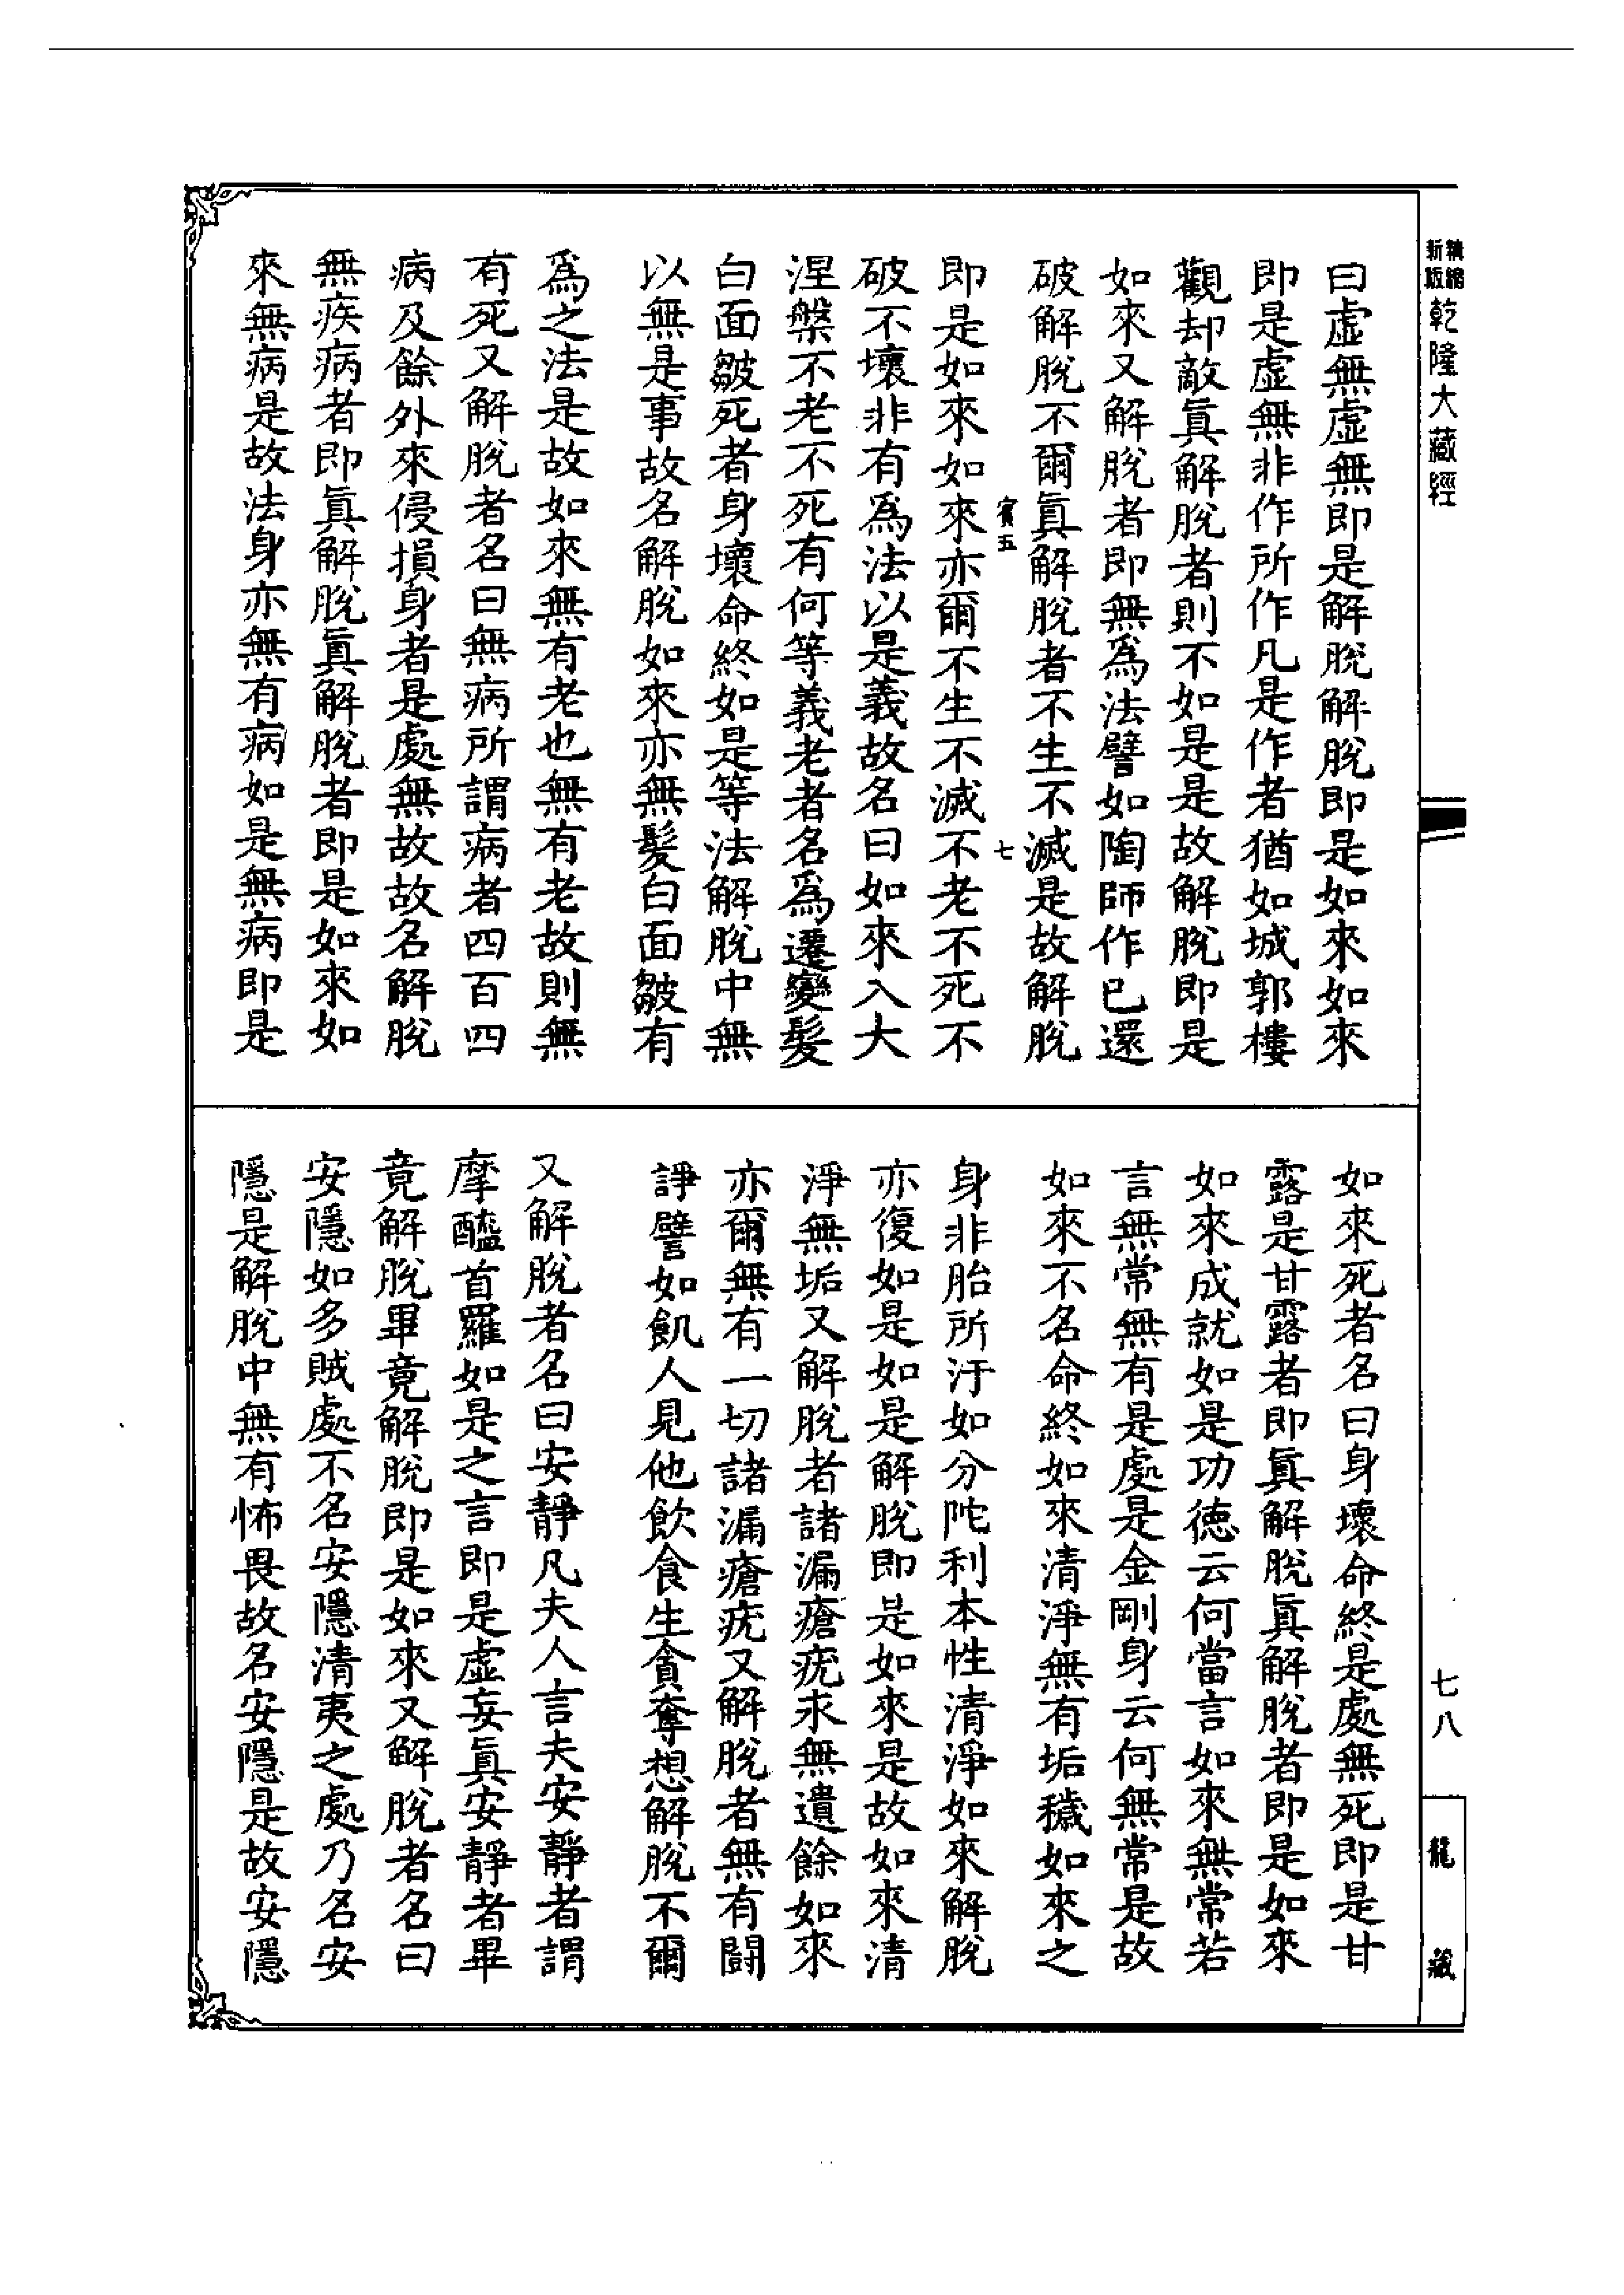 新版精縮
乾隆大藏經
曰虛無虛無即是解脫解脫即是如來如來
即是虛無非作所作凡是作者猶如城郭樓
觀却敵眞解脫者則不如是是故解脫即是
如來又解脫者即無爲法譬如陶師作已還
破解脫不爾眞解脫者不生不滅是故解脫
賓五
七
即是如來如來亦爾不生不滅不老不死不
破不壞非有爲法以是義故名曰如來入大
涅槃不老不死有何等義老者名爲遷變髮
白面皺死者身壞命終如是等法解脫中無
以無是事故名解脫如來亦無髮白面皺有
爲之法是故如來無有老也無有老故則無
有死又解脫者名曰無病所謂病者四百四
病及餘外來侵損身者是處無故故名解脫
無疾病者即眞解脫眞解脫者即是如來如
來無病是故法身亦無有病如是無病即是
如來死者名曰身壞命終是處無死即是甘
露是甘露者即眞解脫眞解脫者即是如來
如來成就如是功德云何當言如來無常若
言無常無有是處是金剛身云何無常是故
如來不名命終如來清淨無有垢穢如來之
身非胎所汙如分陀利本性清淨如來解脫
亦復如是如是解脫即是如來是故如來清
淨無垢又解脫者諸漏瘡疣求無遺餘如來
亦爾無有一切諸漏瘡疣又解脫者無有鬪
諍譬如飢人見他飲食生貪奪想解脫不爾
又解脫者名曰安靜凡夫人言夫安靜者謂
摩醯首羅如是之言即是虛妄眞安靜者畢
竟解脫畢竟解脫即是如來又解脫者名曰
安隱如多賊處不名安隱清夷之處乃名安
隱是解脫中無有怖畏故名安隱是故安隱
七八
龍藏